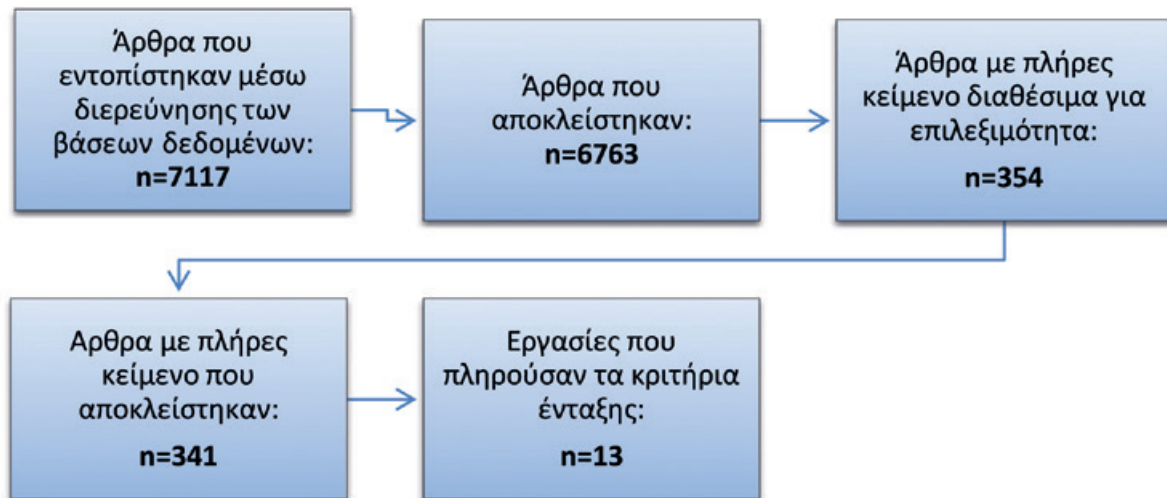 Άρθρα που
εντοπίστηκαν μέσω
διερεύνησης των
βάσεων δεδομένων:
n=7117
Άρθρα που
αποκλείστηκαν:
n=6763
Άρθρα με πλήρες
κείμενο διαθέσιμα για
επιλεξιμότητα:
n=354
Αρθρα με πλήρες
κείμενο που
αποκλείστηκαν:
n=341
Εργασίες που
πληρούσαν τα κριτήρια
ένταξης:
n=13